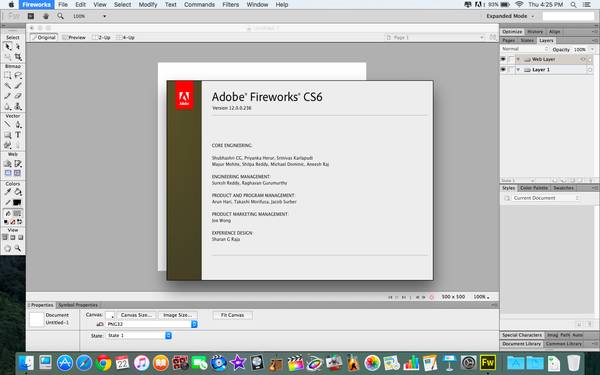 Fireworks File Edit View Select Modify Text Commands Filters Window Help 93% Thu 4:25 PM
Fw 100% Expanded Mode
Select Original Preview 2-Up 4-Up Page 1 Optimize History Align
Pages States Layers
Normal Opacity 100%
Bitmap Web Layer
Layer 1
Adobe
Adobe® Fireworks® CS6
Version 12.0.0.236
Vector
CORE ENGINEERING:
Web
Shubhashri CG, Priyanka Herur, Srinivas Karlapudi
Mayur Mohite, Shilpa Reddy, Michael Dominic, Aneesh Raj
ENGINEERING MANAGEMENT:
Suresh Reddy, Raghavan Gurumurthy
Colors State 1
Styles Color Palette Swatches
PRODUCT AND PROGRAM MANAGEMENT:
Arun Hari, Takashi Morifusa, Jacob Surber
Current Document
PRODUCT MARKETING MANAGEMENT:
Jon Wong
View
EXPERIENCE DESIGN:
Sharan G Raja
500 x 500 100%
Properties Symbol Properties
Document
Untitled-1
Canvas: Canvas Size... Image Size... Fit Canvas
PNG32
State: State 1
Special Characters Imag Path Auto
Document Library Common Library
22
Fw